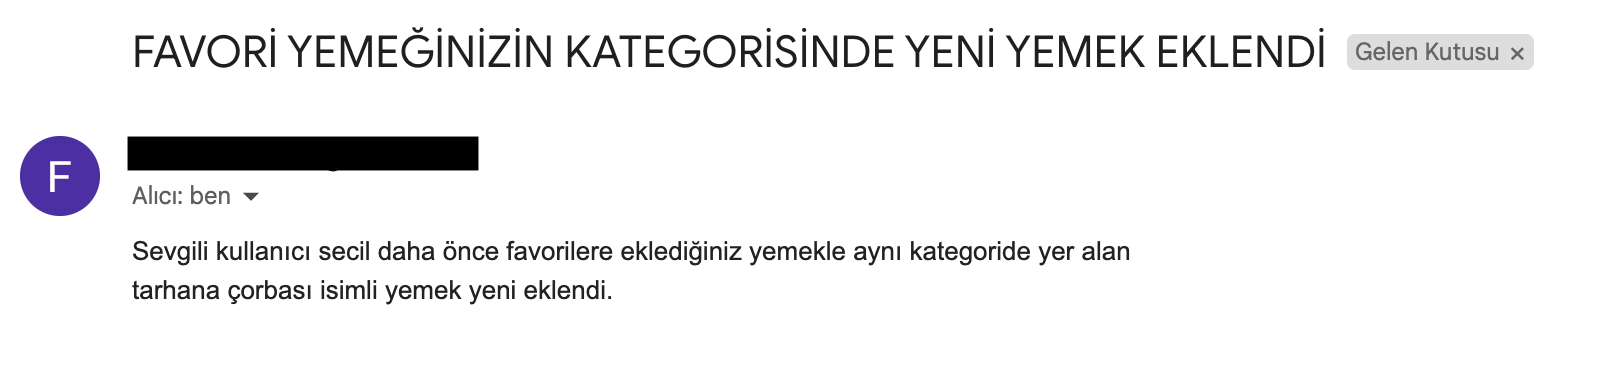 FAVORİ YEMEĞİNİZİN KATEGORİSİNDE YENİ YEMEK EKLENDİ Gelen Kutusu ×
F
Alıcı: ben
Sevgili kullanıcı secil daha önce favorilere eklediğiniz yemekle aynı kategoride yer alan
tarhana çorbası isimli yemek yeni eklendi.